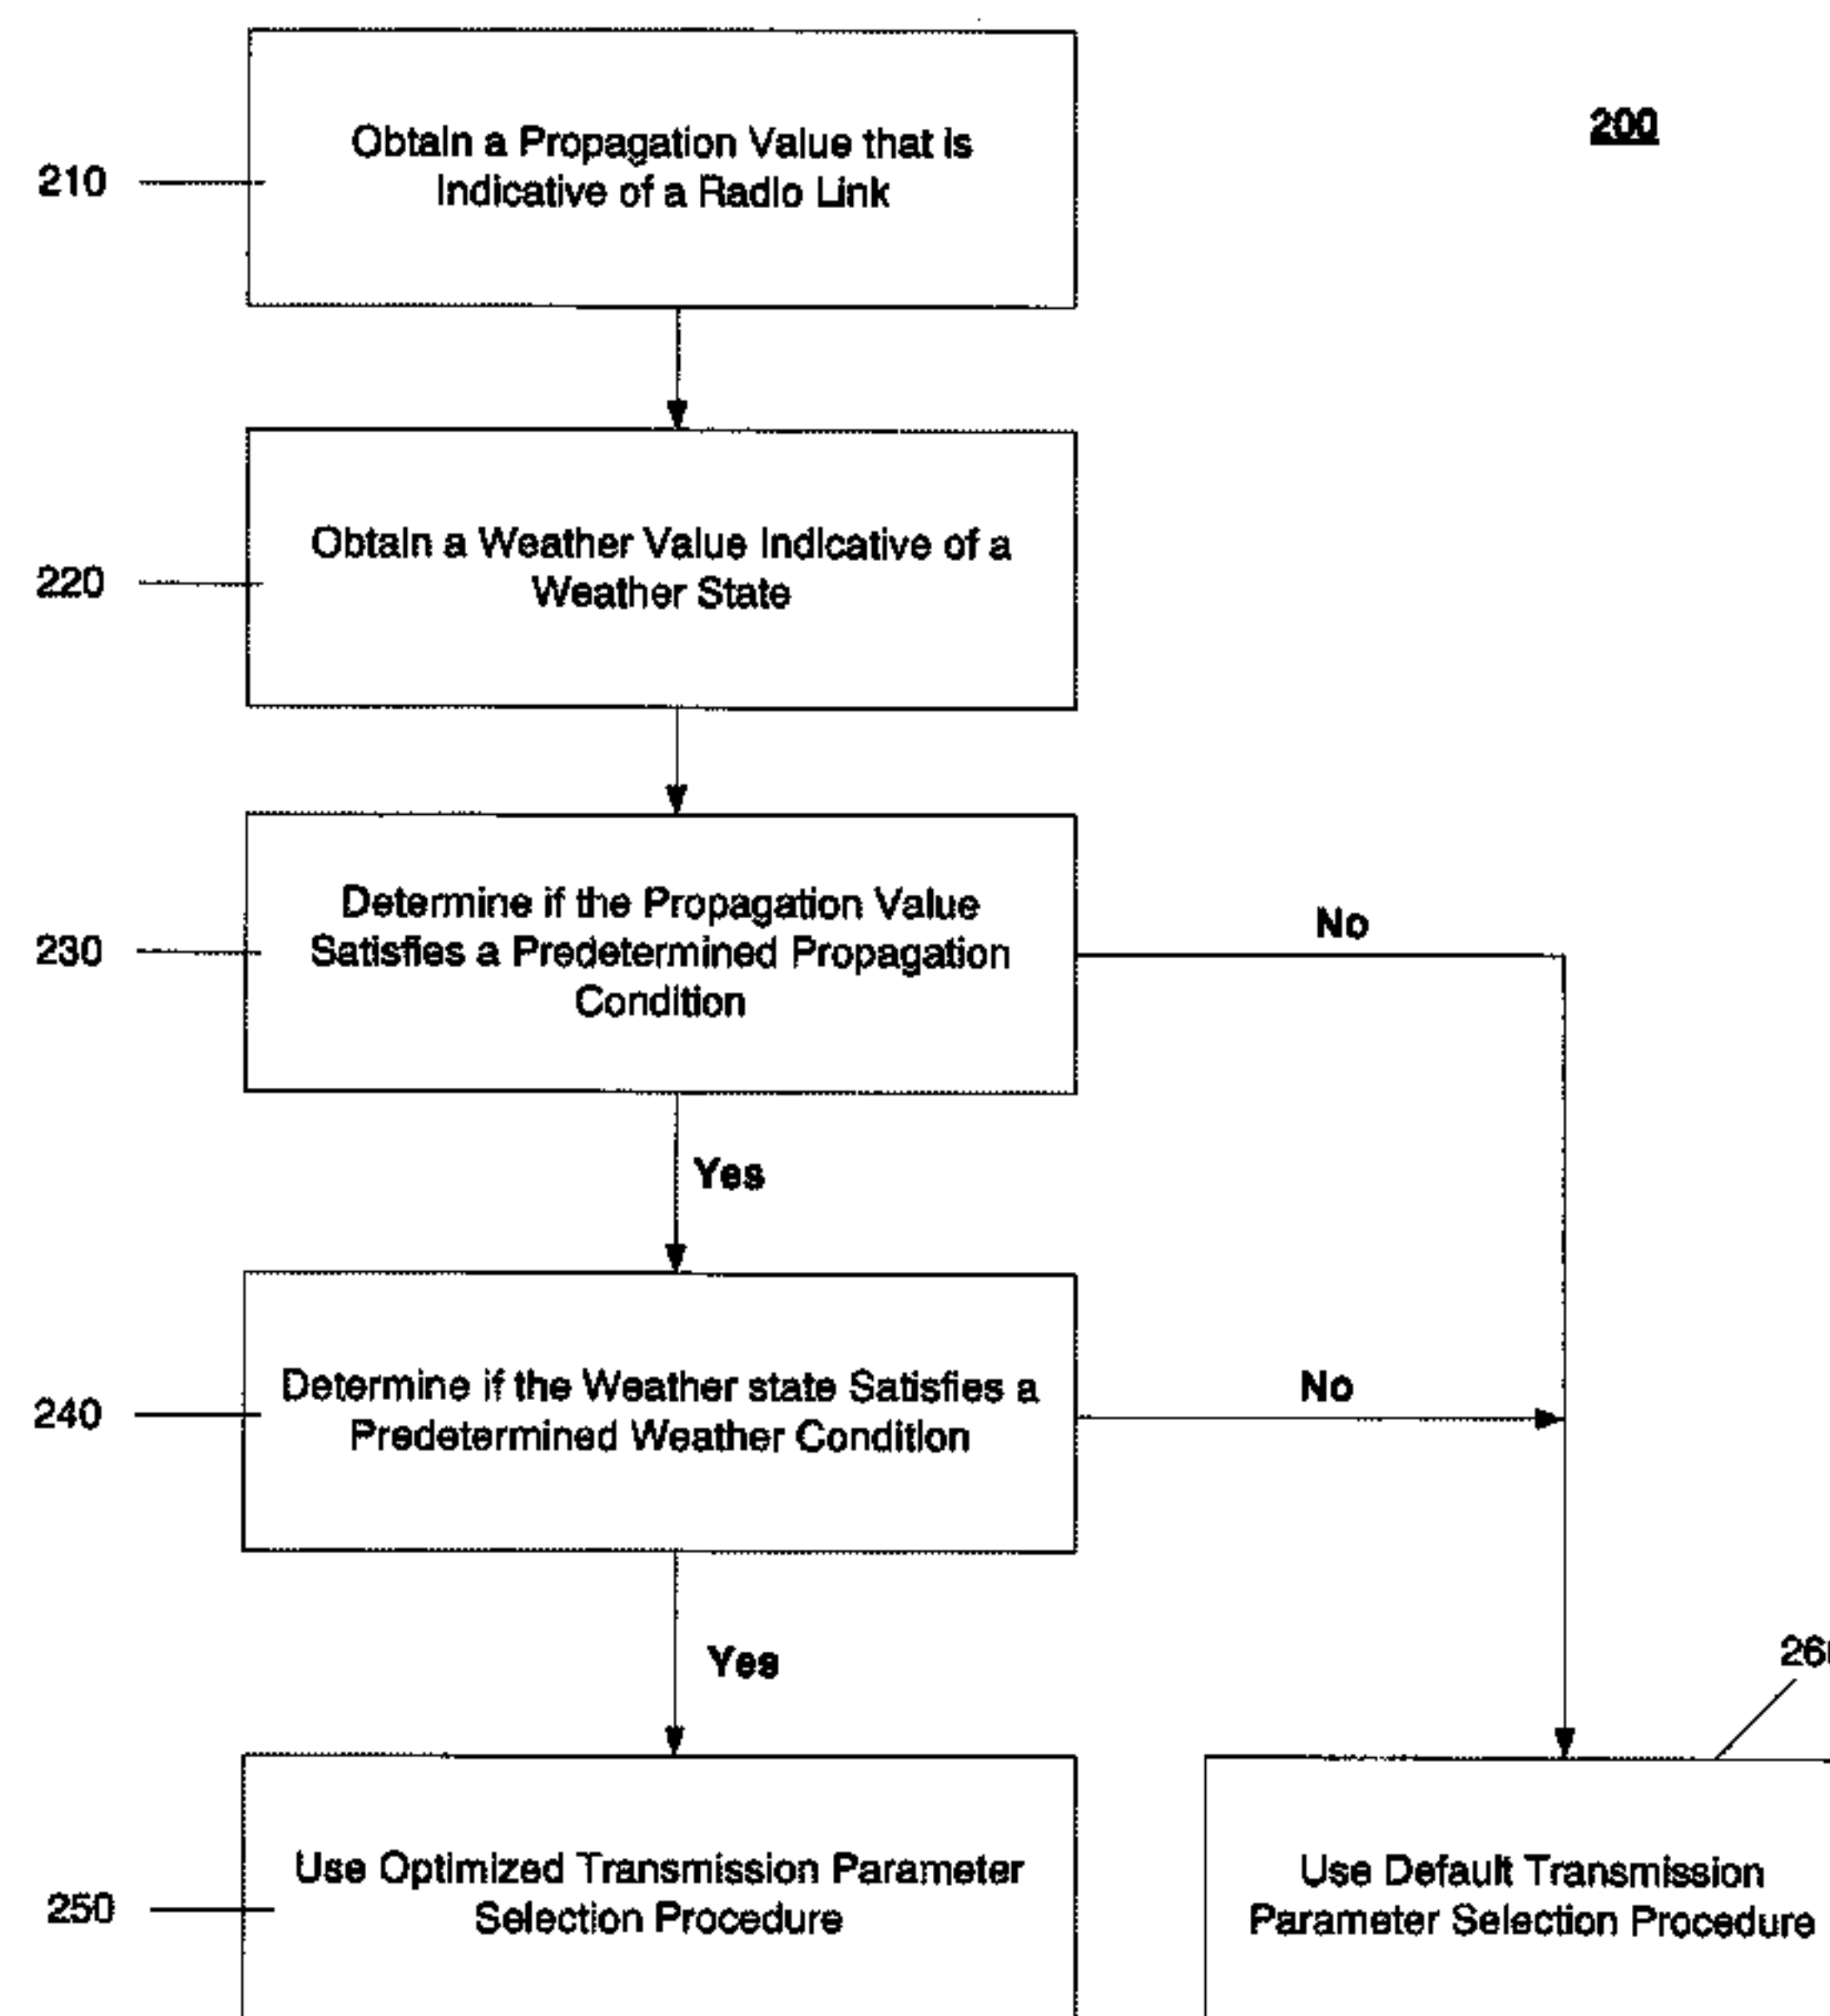 200
210
Obtain a Propagation Value that is
Indicative of a Radio Link
220
Obtain a Weather Value Indicative of a
Weather State
230
Determine if the Propagation Value
Satisfies a Predetermined Propagation
Condition
No
Yes
240
Determine if the Weather state Satisfies a
Predetermined Weather Condition
No
Yes
250
Use Optimized Transmission Parameter
Selection Procedure
Use Default Transmission
Parameter Selection Procedure